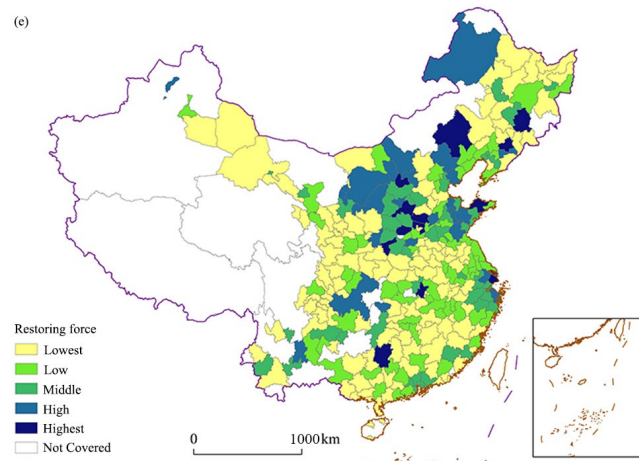 (e)
Restoring force
Lowest
Low
Middle
High
Highest
Not Covered
0 1000km